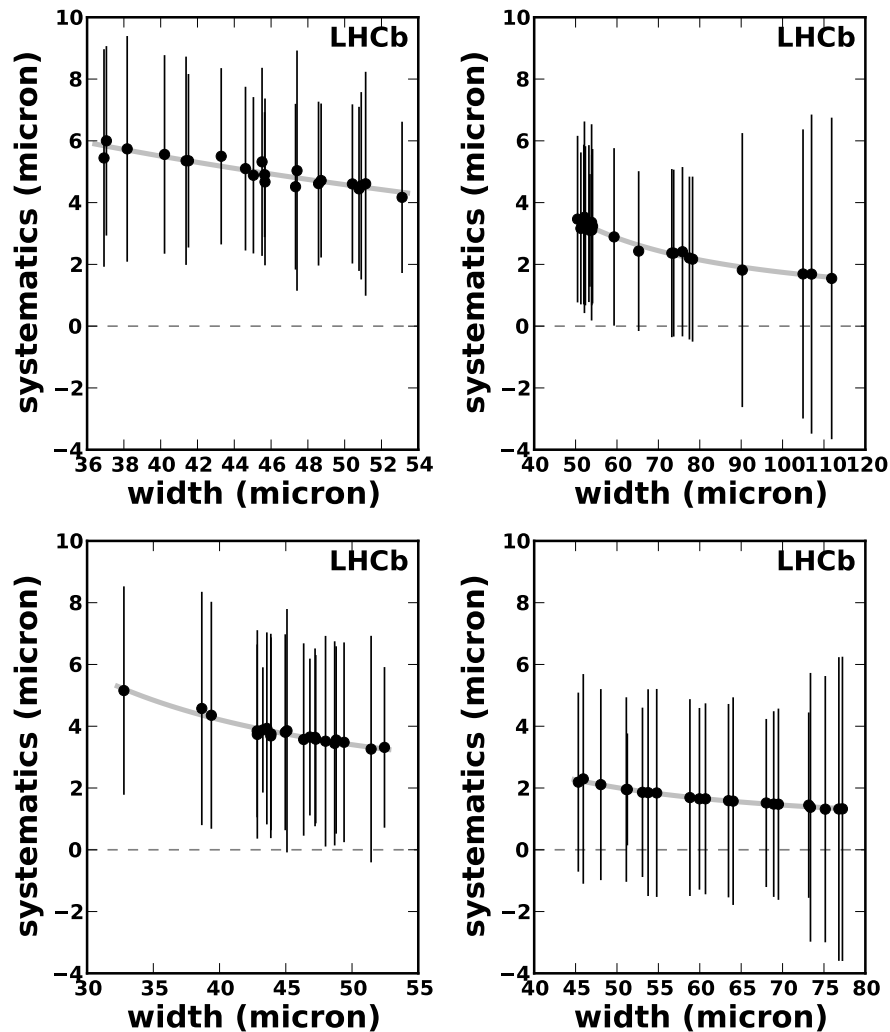 LHCb
10
8
6
4
2
0
−2
−4
systematics (micron)
36 38 40 42 44 46 48 50 52 54
width (micron)
LHCb
10
8
6
4
2
0
−2
−4
systematics (micron)
40 50 60 70 80 90 100 110 120
width (micron)
LHCb
10
8
6
4
2
0
−2
−4
systematics (micron)
30 35 40 45 50 55
width (micron)
LHCb
10
8
6
4
2
0
−2
−4
systematics (micron)
40 45 50 55 60 65 70 75 80
width (micron)